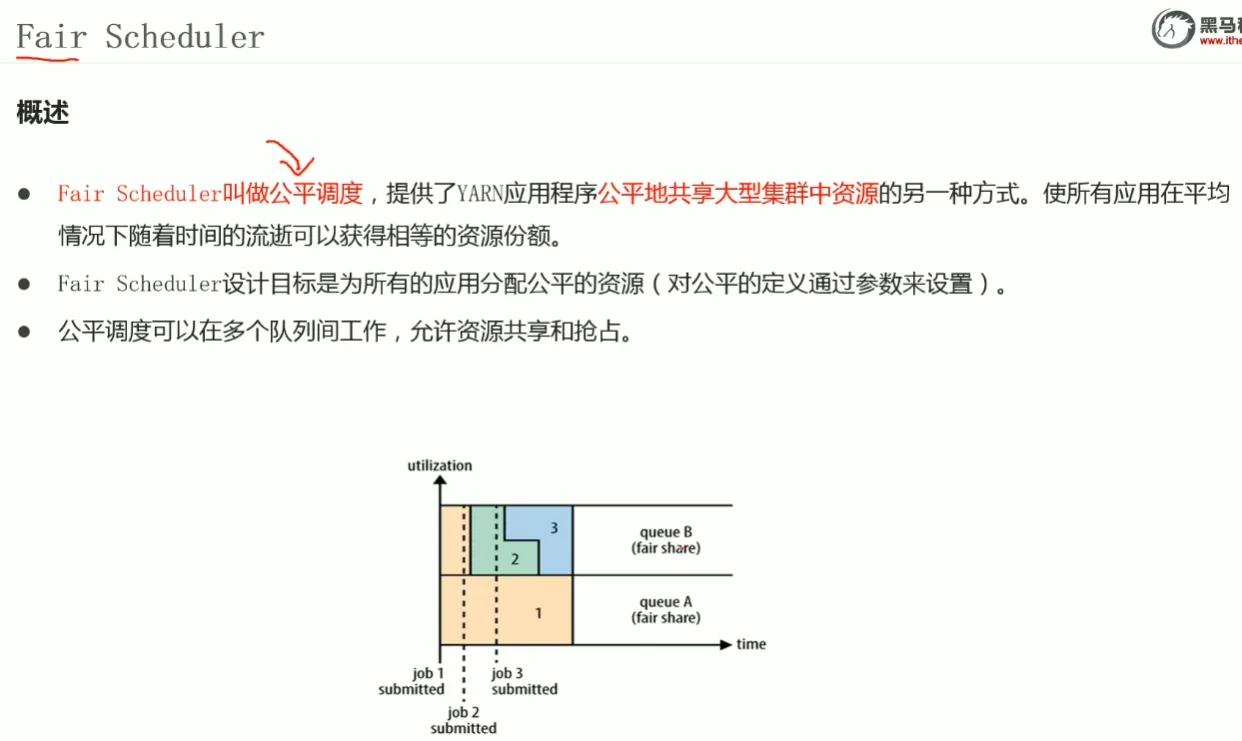 Fair Scheduler
黑马
www.ithe
概述
● Fair Scheduler叫做公平调度，提供了YARN应用程序公平地共享大型集群中资源的另一种方式。使所有应用在平均
情况下随着时间的流逝可以获得相等的资源份额。
● Fair Scheduler设计目标是为所有的应用分配公平的资源（对公平的定义通过参数来设置）。
● 公平调度可以在多个队列间工作，允许资源共享和抢占。
utilization
3
queue B
(fair share)
2
1
queue A
(fair share)
time
job 1
submitted
job 3
submitted
job 2
submitted